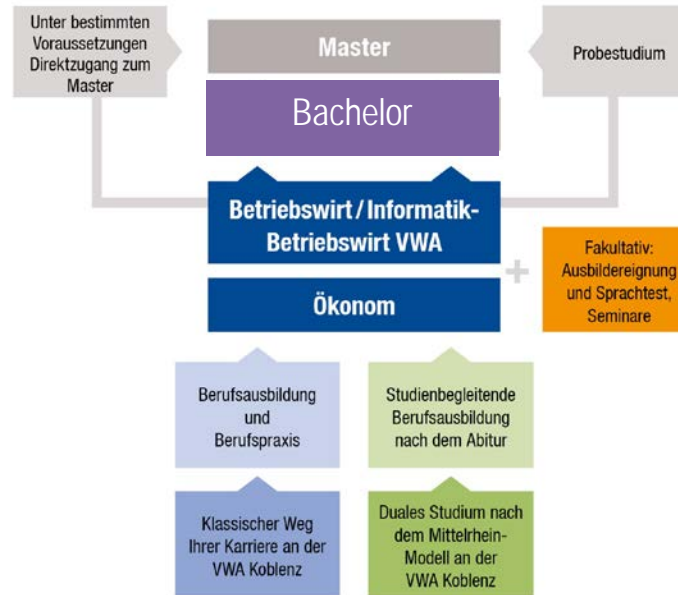 Unter bestimmten
Voraussetzungen
Direktzugang zum
Master
Master
Probestudium
Bachelor
Betriebswirt / Informatik-
Betriebswirt VWA
+
Fakultativ:
Ausbildereignung
und Sprachtest,
Seminare
Ökonom
Berufsausbildung
und
Berufspraxis
Studienbegleitende
Berufsausbildung
nach dem Abitur
Klassischer Weg
Ihrer Karriere an der
VWA Koblenz
Duales Studium nach
dem Mittelrhein-
Modell an der
VWA Koblenz